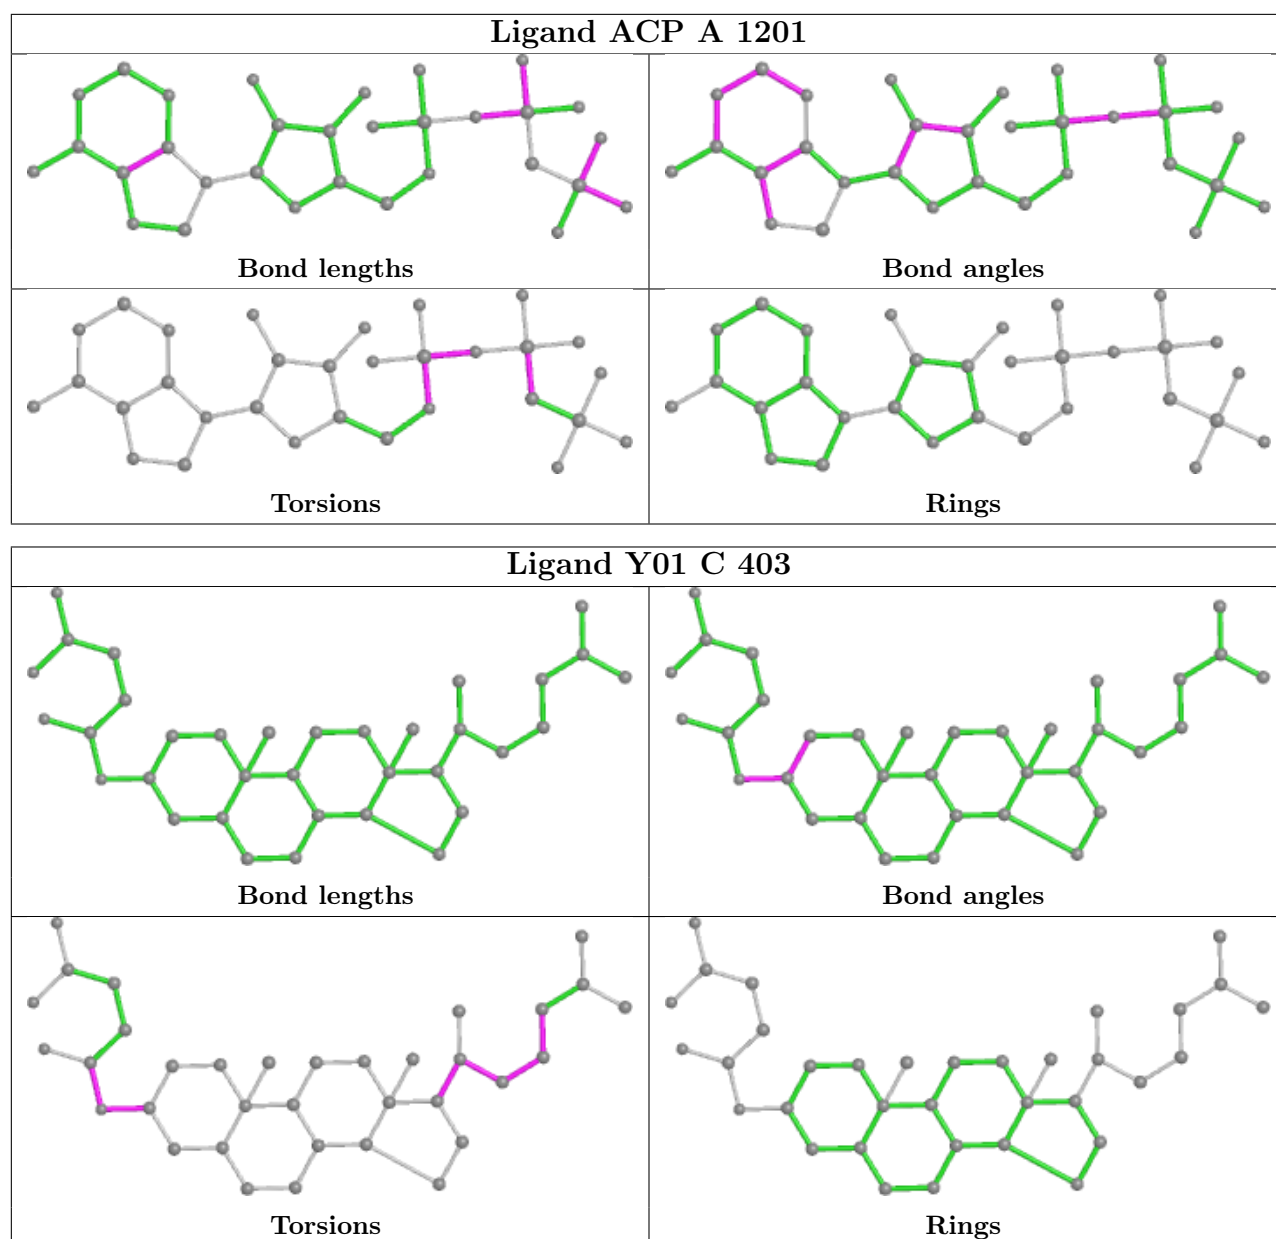 Ligand ACP A 1201
Bond lengths
Bond angles
Torsions
Rings
Ligand Y01 C 403
Bond lengths
Bond angles
Torsions
Rings